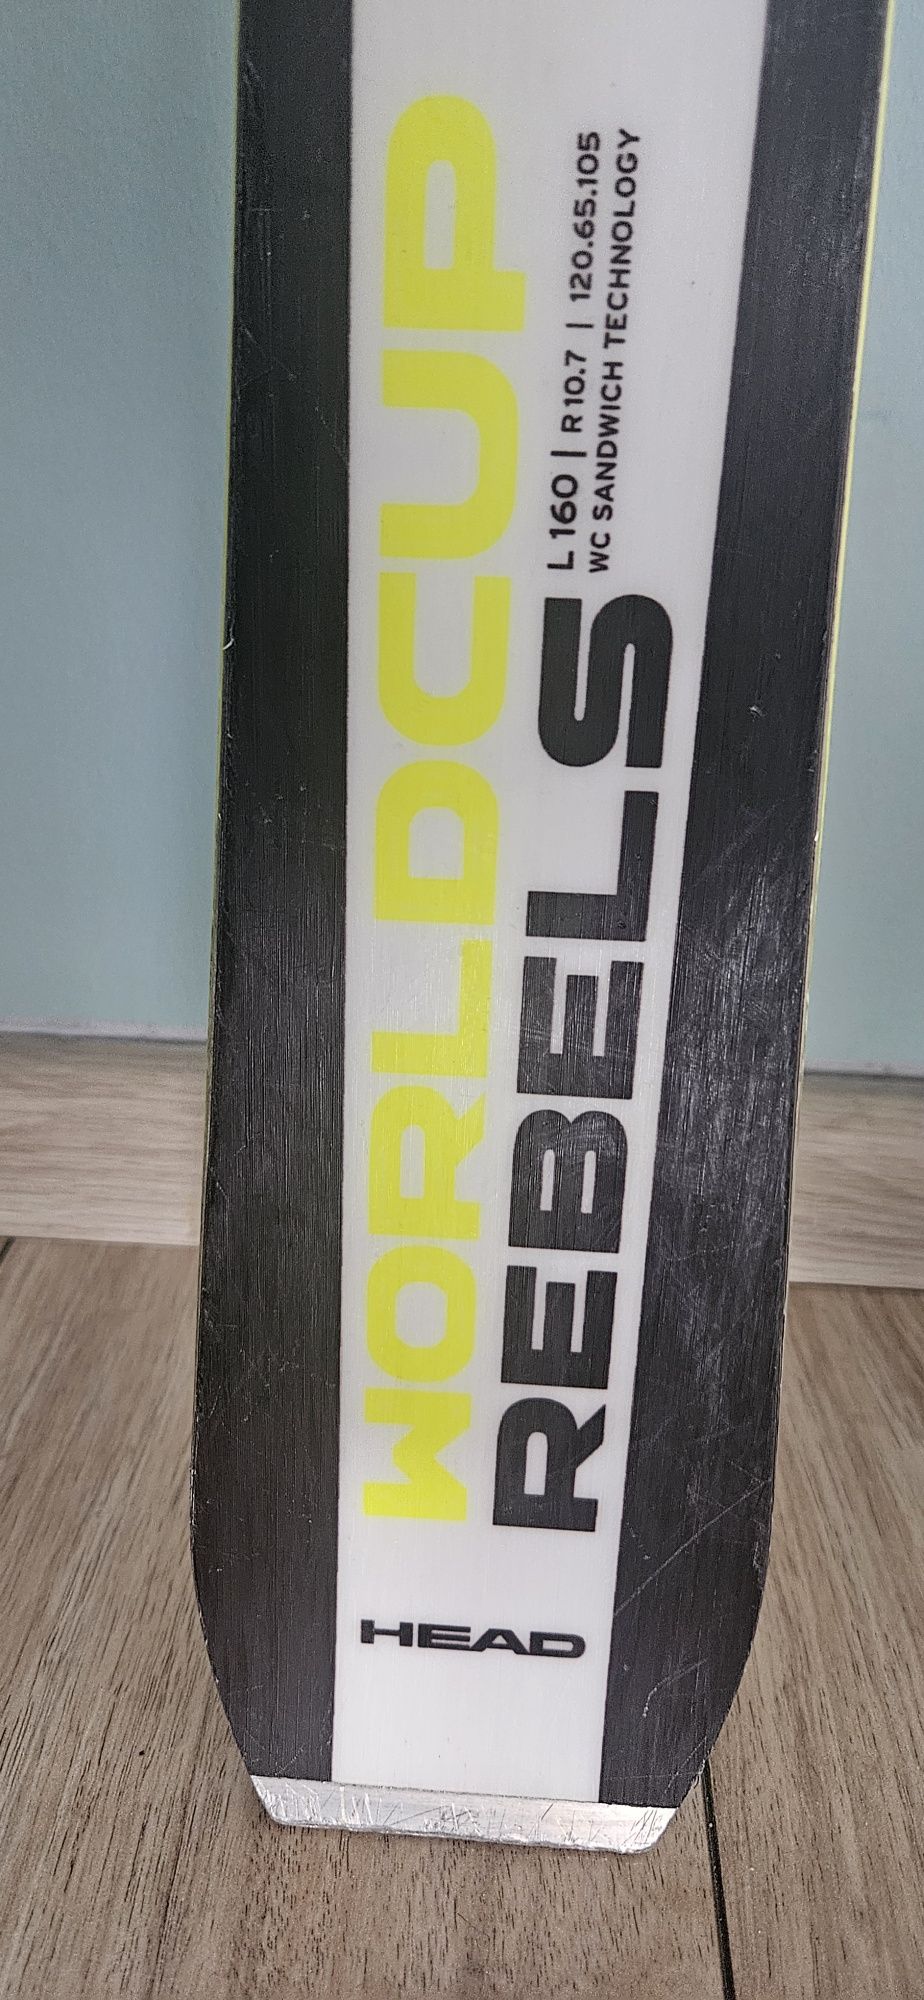 HEAD
WORLDCUP
REBELS
L 160 | R 10.7 | 120.65.105
WC SANDWICH TECHNOLOGY